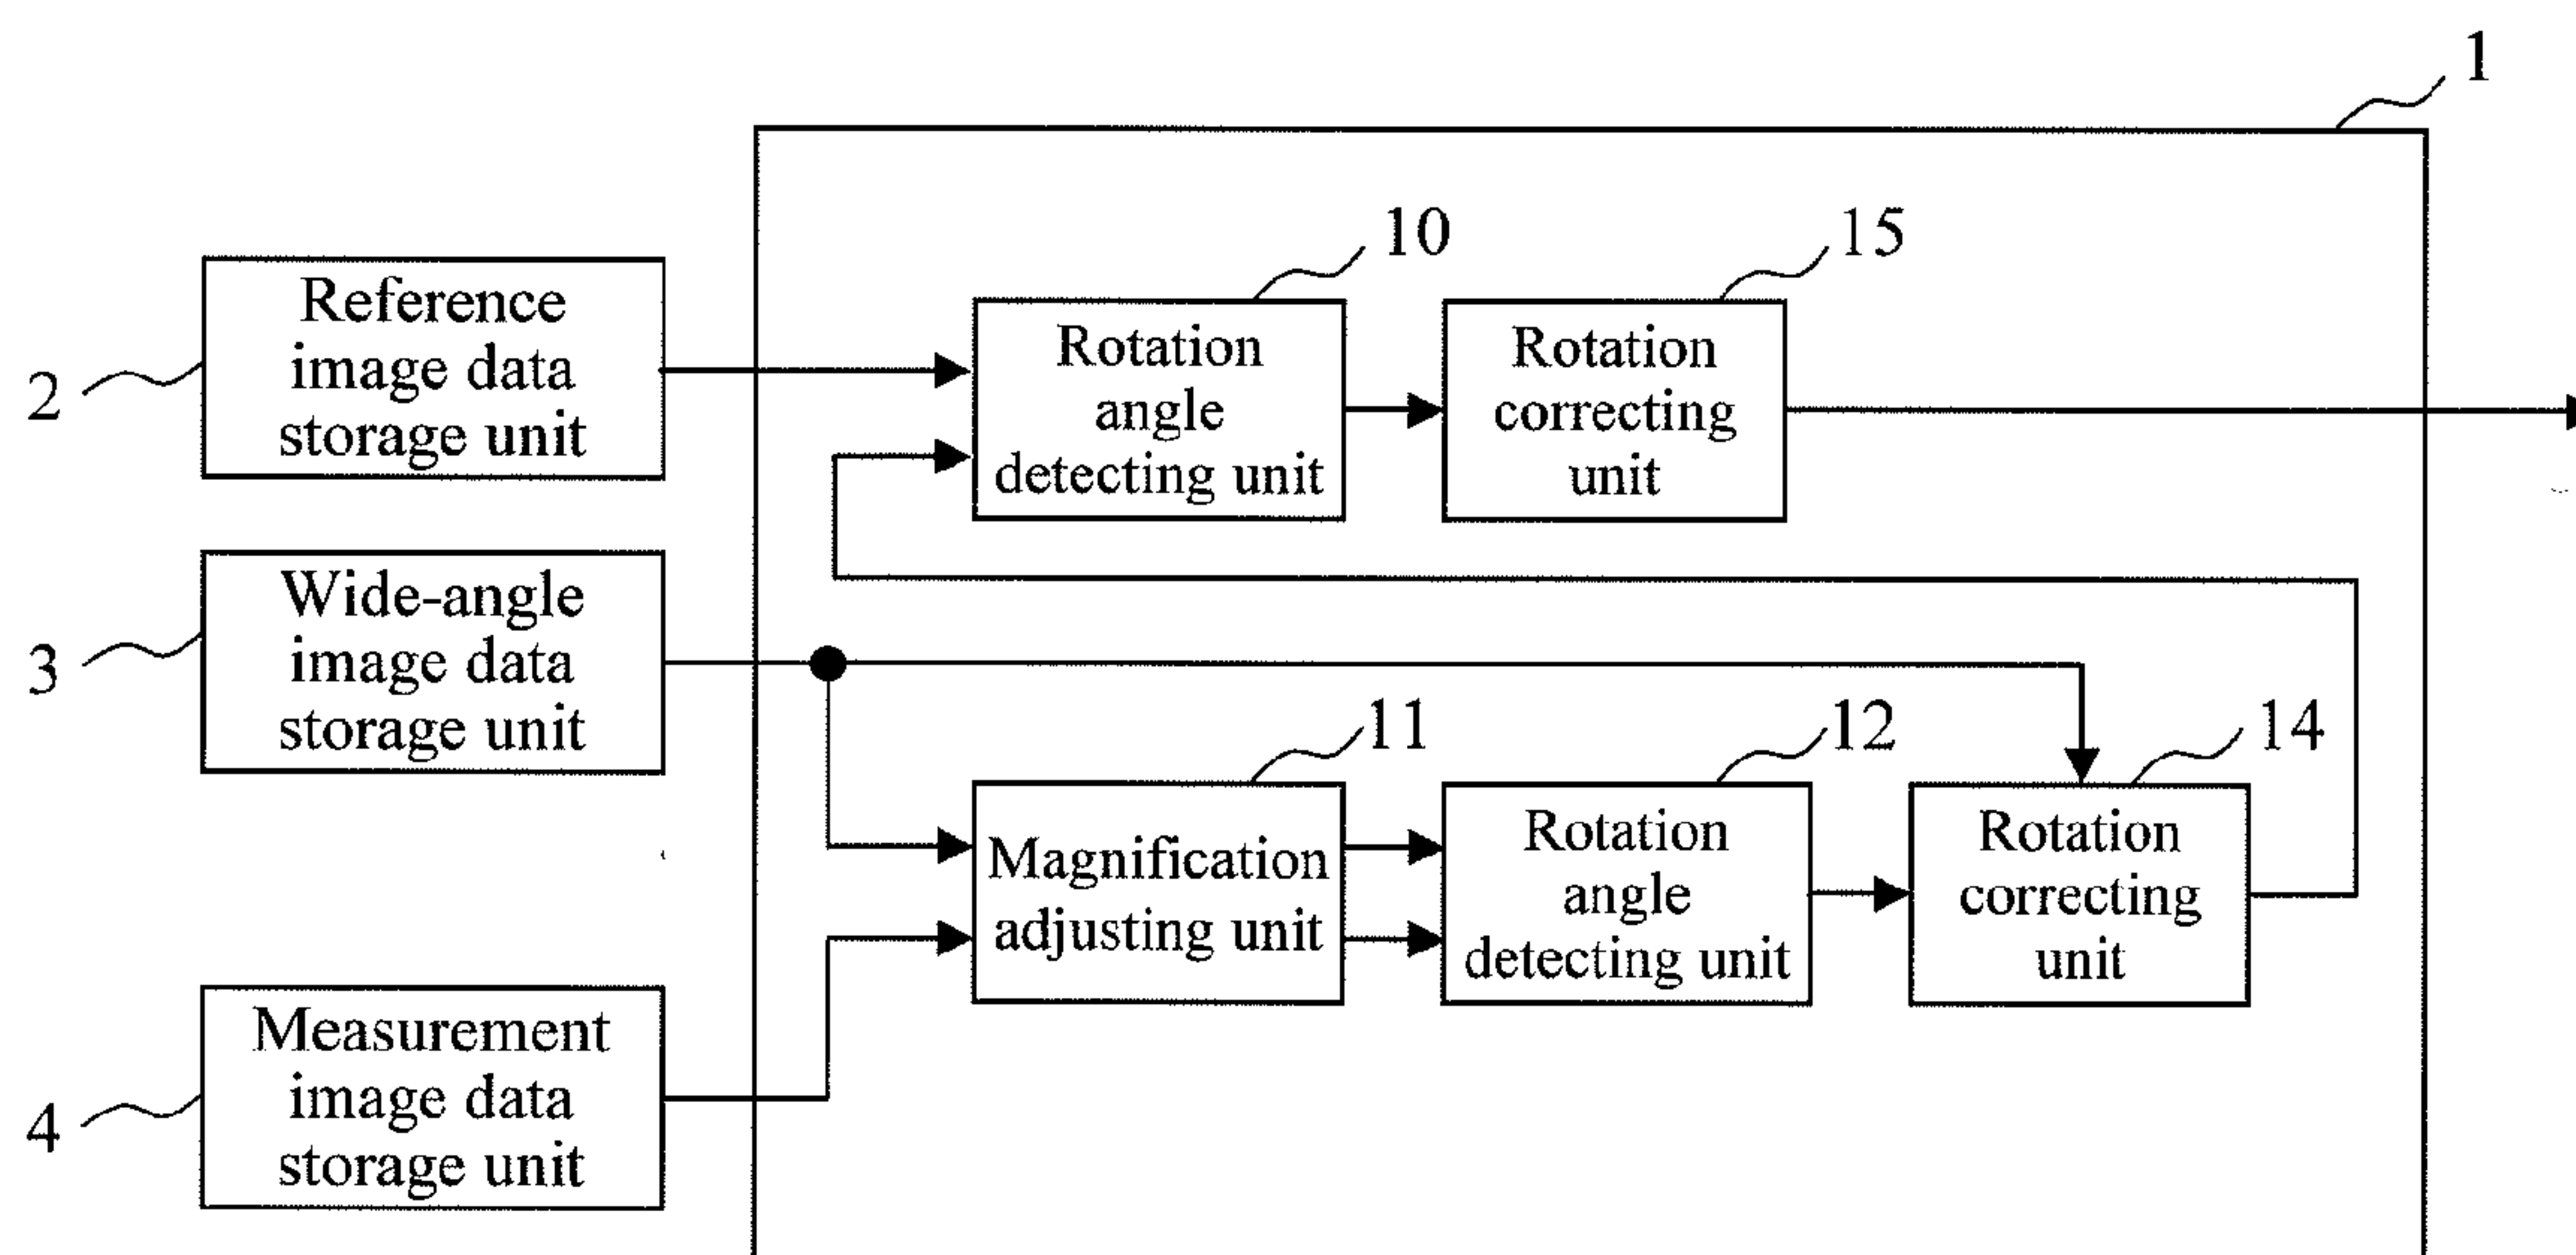 1
10
15
Reference
image data
storage unit
2
Rotation
angle
detecting unit
Rotation
correcting
unit
Wide-angle
image data
storage unit
3
11
12
14
Magnification
adjusting unit
Rotation
angle
detecting unit
Rotation
correcting
unit
Measurement
image data
storage unit
4